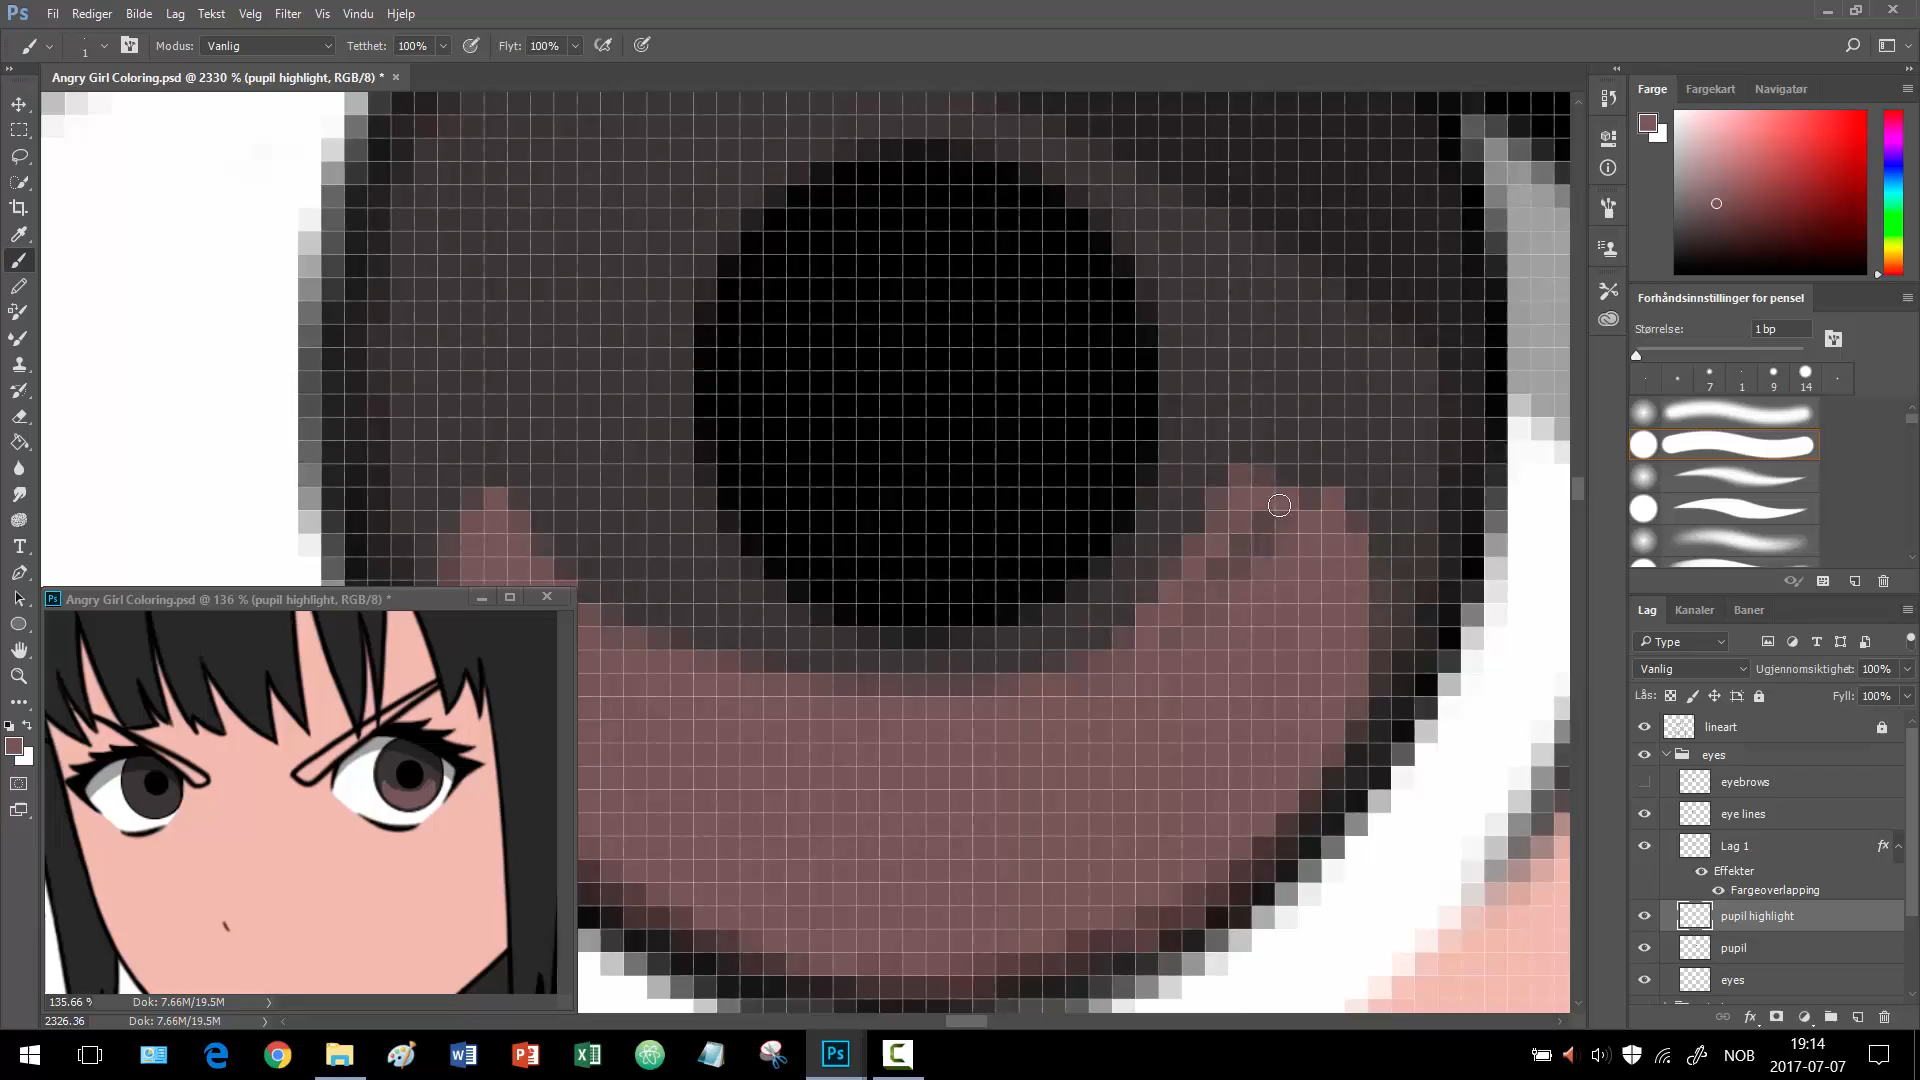 Ps Fil Rediger Bilde Lag Tekst Velg Filter Vis Vindu Hjelp
1 Modus: Vanlig Tetthet: 100% Flyt: 100%
Angry Girl Coloring.psd @ 2330 % (pupil highlight, RGB/8) * ×
Farge Fargekart Navigatør
Forhåndsinnstillinger for pensel
Størrelse: 1 bp
7 1 9 14
Ps Angry Girl Coloring.psd @ 136 % (pupil highlight, RGB/8) *
Lag Kanaler Baner
Type
Vanlig Ugjennomsiktighet: 100%
Lås: Fyll: 100%
lineart
eyes
eyebrows
eye lines
Lag 1 fx
Effekter
Fargeoverlapping
pupil highlight
pupil
eyes
135.66 % Dok: 7.66M/19.5M
2326.36 Dok: 7.66M/19.5M
fx
NOB
19:14
2017-07-07